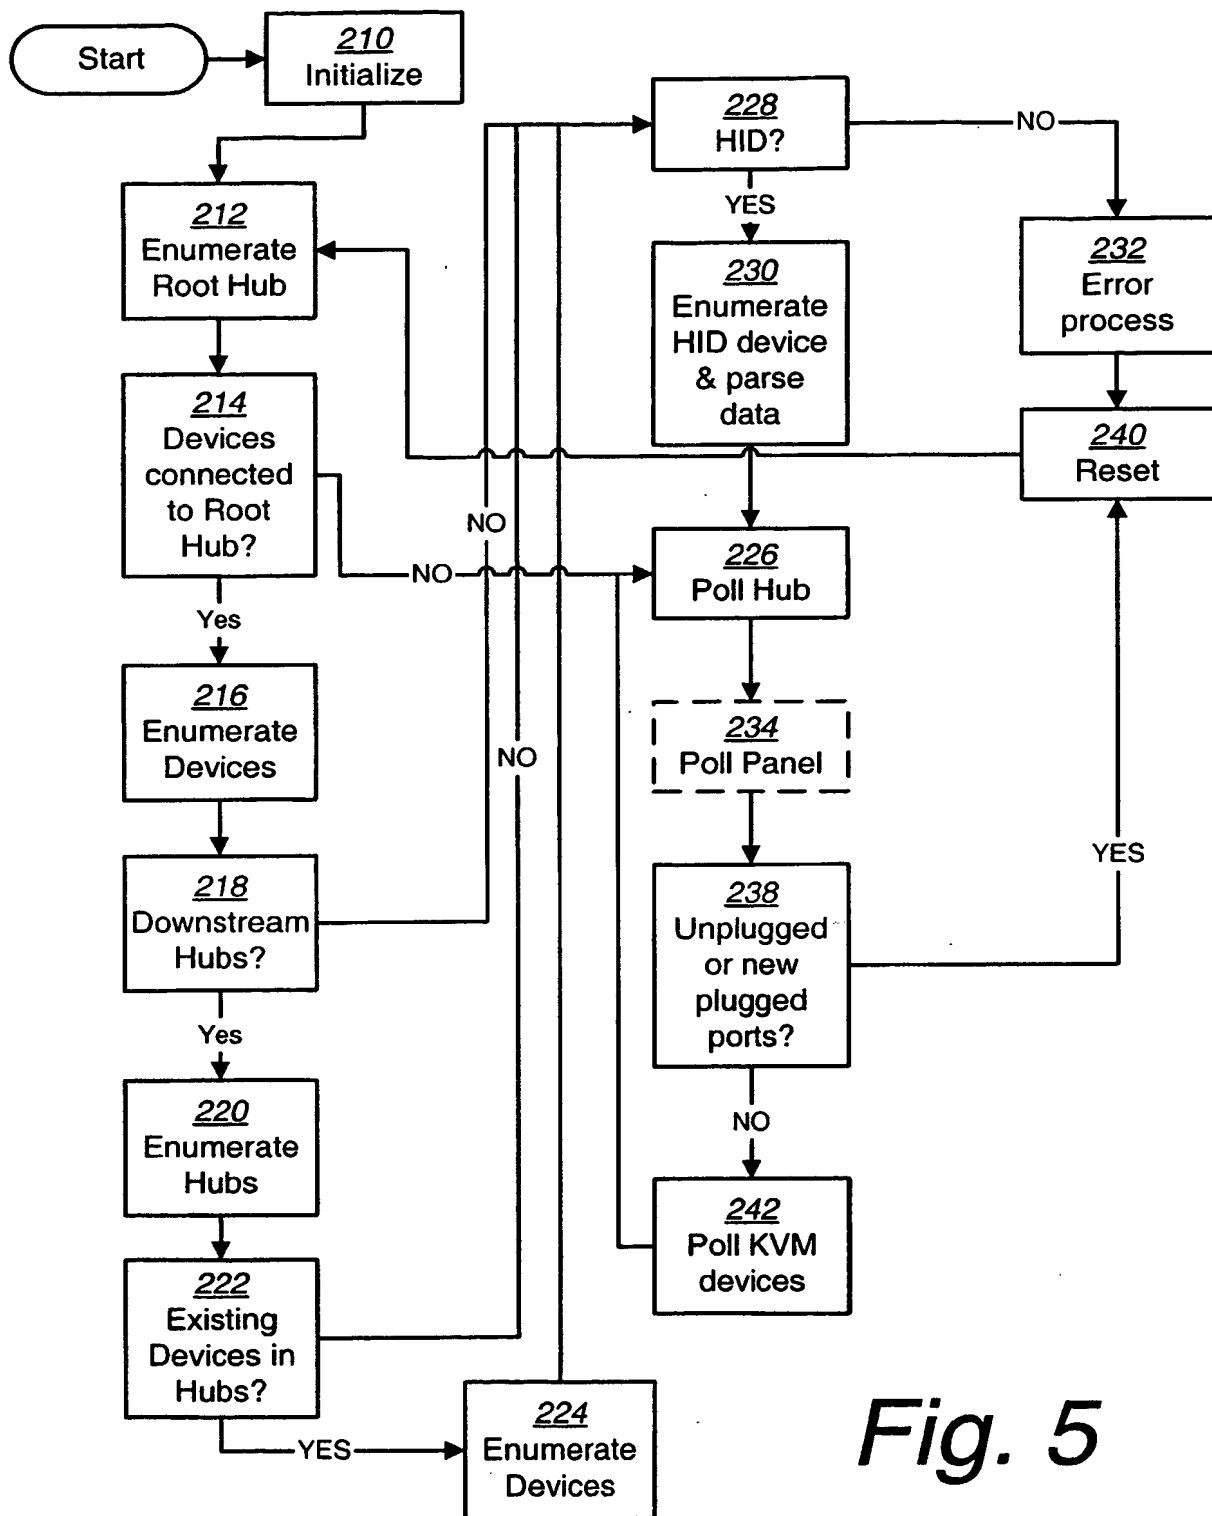 Start
210
Initialize
212
Enumerate
Root Hub
214
Devices
connected
to Root
Hub?
NO
Yes
216
Enumerate
Devices
218
Downstream
Hubs?
NO
Yes
220
Enumerate
Hubs
222
Existing
Devices in
Hubs?
NO
YES
224
Enumerate
Devices
228
HID?
NO
YES
230
Enumerate
HID device
& parse
data
232
Error
process
240
Reset
226
Poll Hub
234
Poll Panel
238
Unplugged
or new
plugged
ports?
YES
NO
242
Poll KVM
devices
Fig. 5